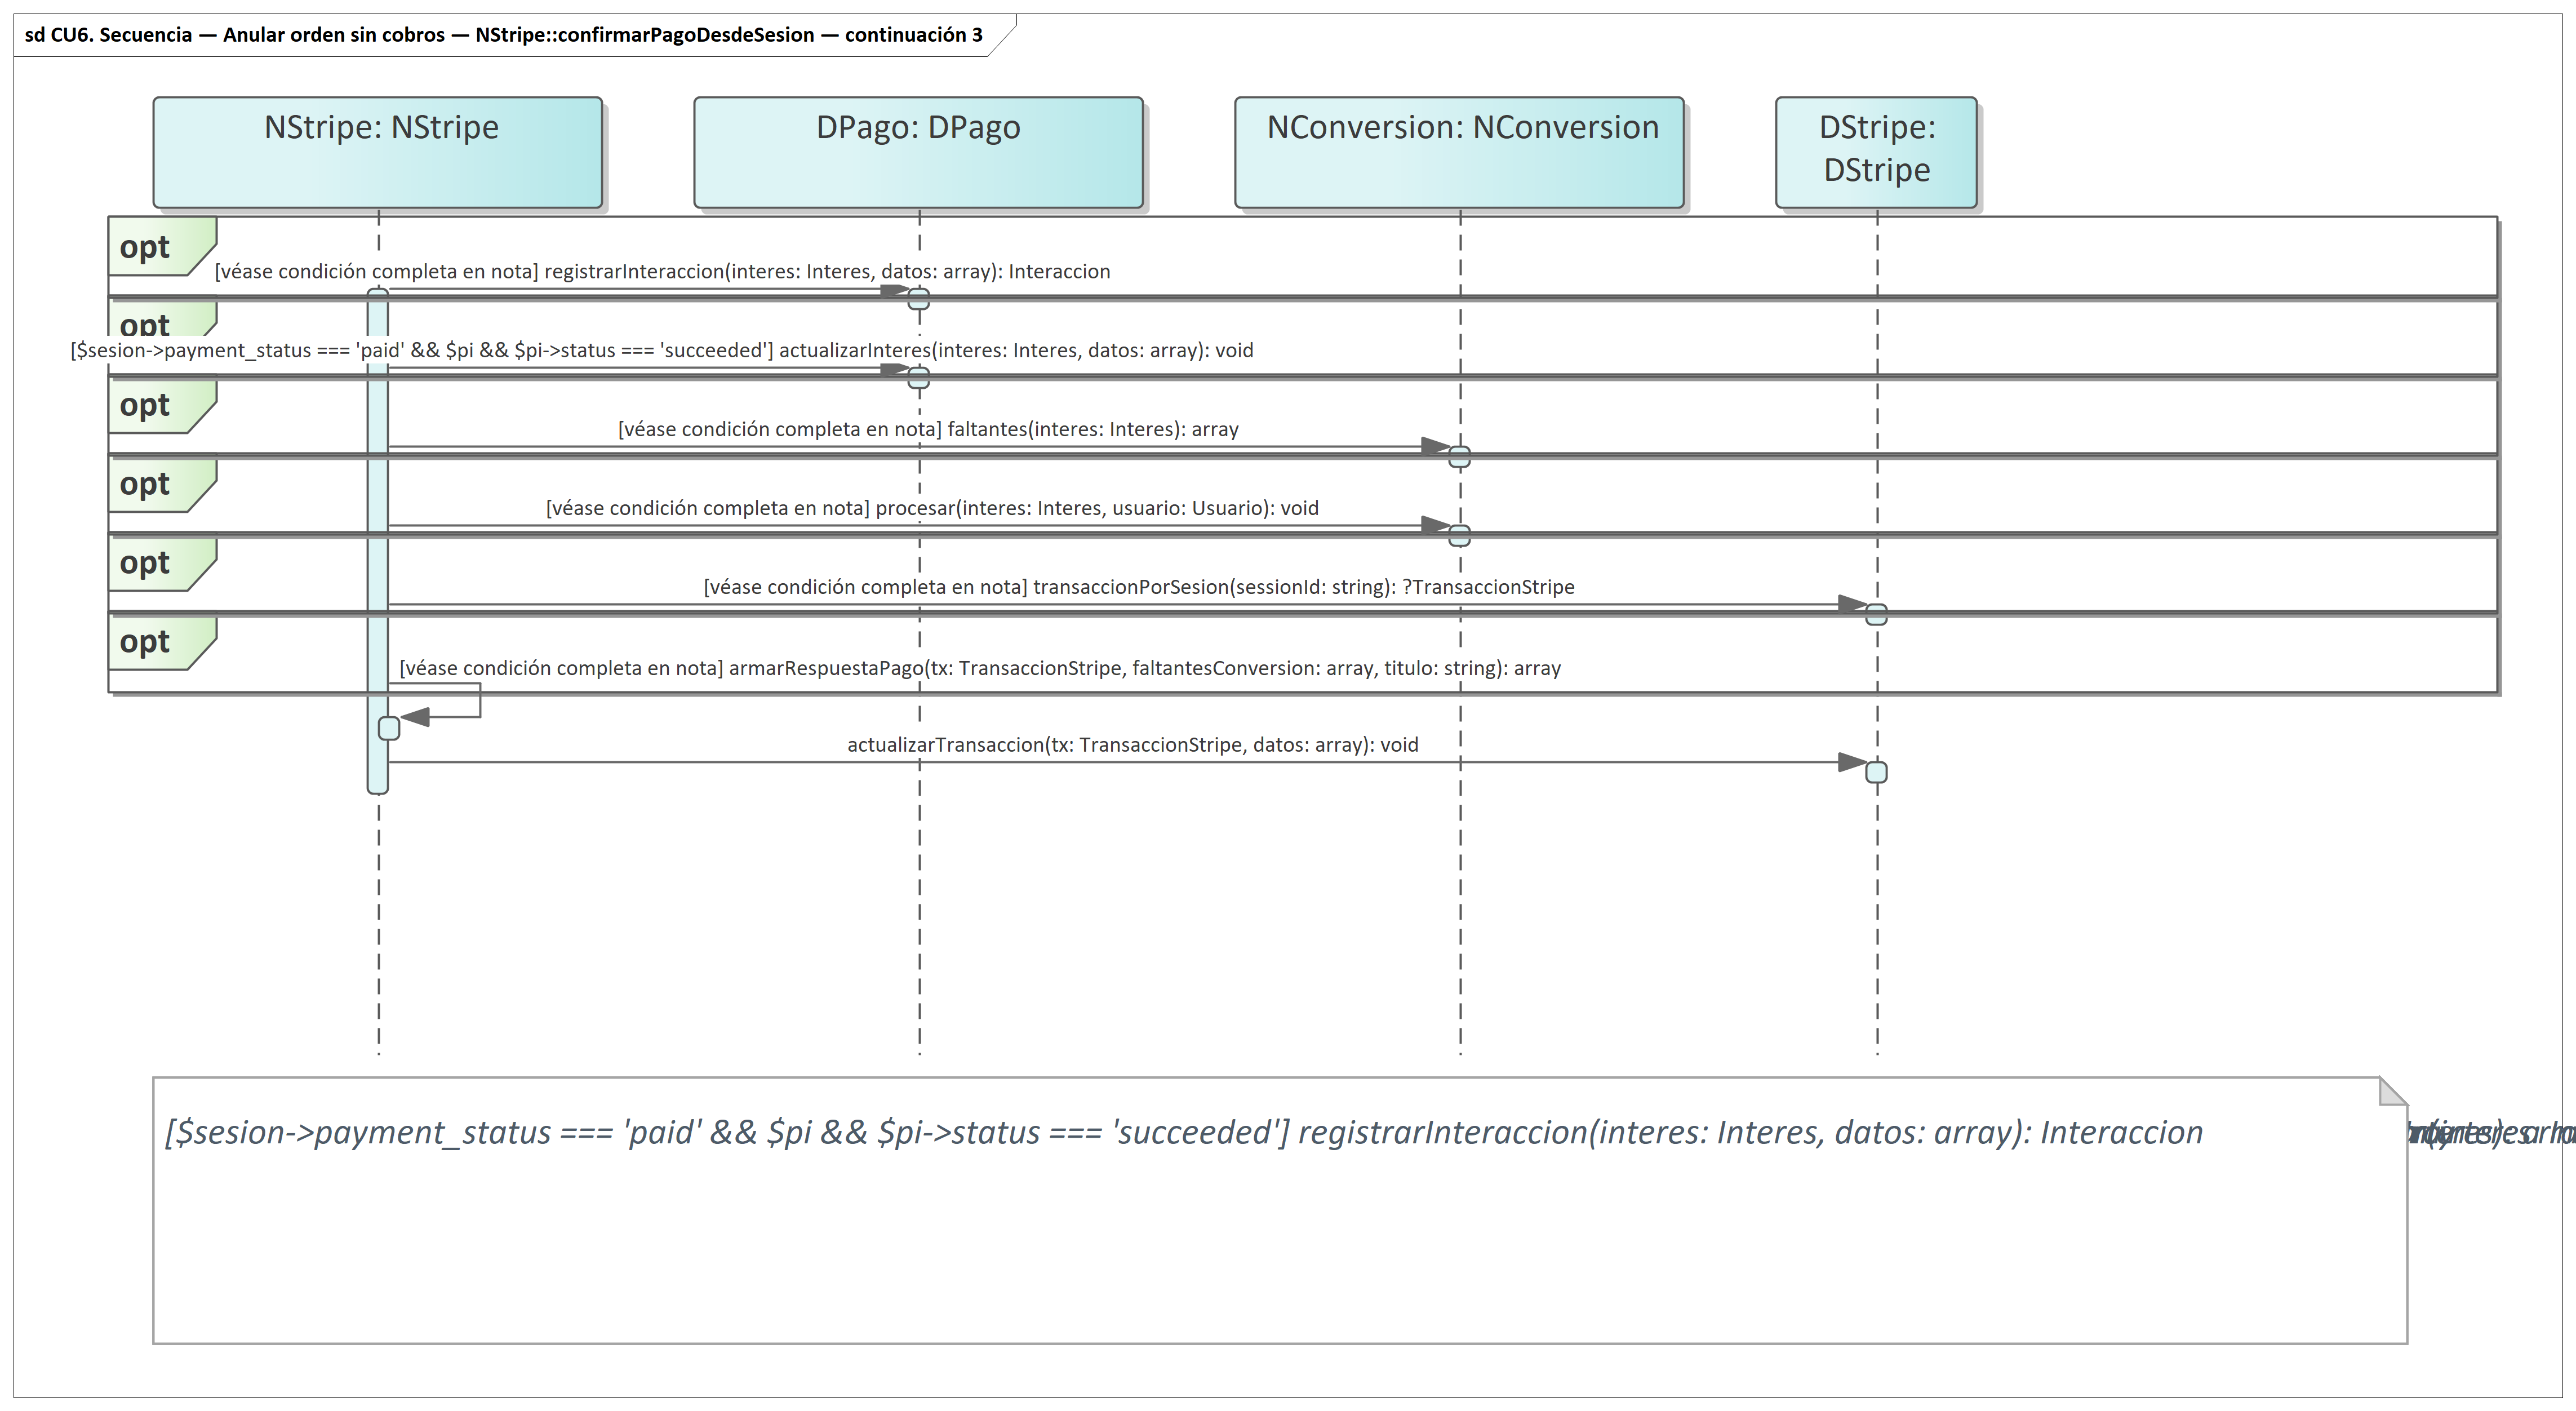 sd CU6. Secuencia — Anular orden sin cobros — NStripe::confirmarPagoDesdeSesion — continuación 3
NStripe: NStripe
DPago: DPago
NConversion: NConversion
DStripe:
DStripe
opt
[véase condición completa en nota] registrarInteraccion(interes: Interes, datos: array): Interaccion
opt
[$sesion->payment_status === 'paid' && $pi && $pi->status === 'succeeded'] actualizarInteres(interes: Interes, datos: array): void
opt
[véase condición completa en nota] faltantes(interes: Interes): array
opt
[véase condición completa en nota] procesar(interes: Interes, usuario: Usuario): void
opt
[véase condición completa en nota] transaccionPorSesion(sessionId: string): ?TransaccionStripe
opt
[véase condición completa en nota] armarRespuestaPago(tx: TransaccionStripe, faltantesConversion: array, titulo: string): array
actualizarTransaccion(tx: TransaccionStripe, datos: array): void
[$sesion->payment_status === 'paid' && $pi && $pi->status === 'succeeded'] registrarInteraccion(interes: Interes, datos: array): Interaccion